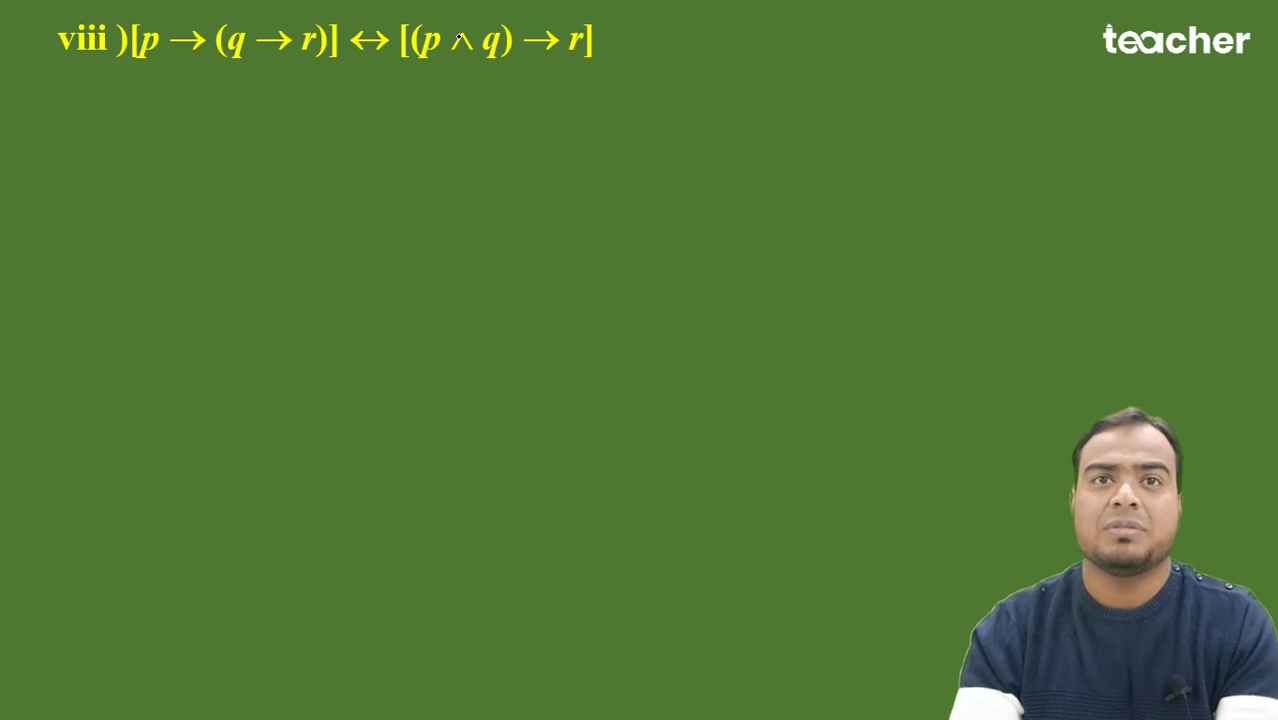 viii )[p → (q → r)] ↔ [(p ∧ q) → r]
teacher